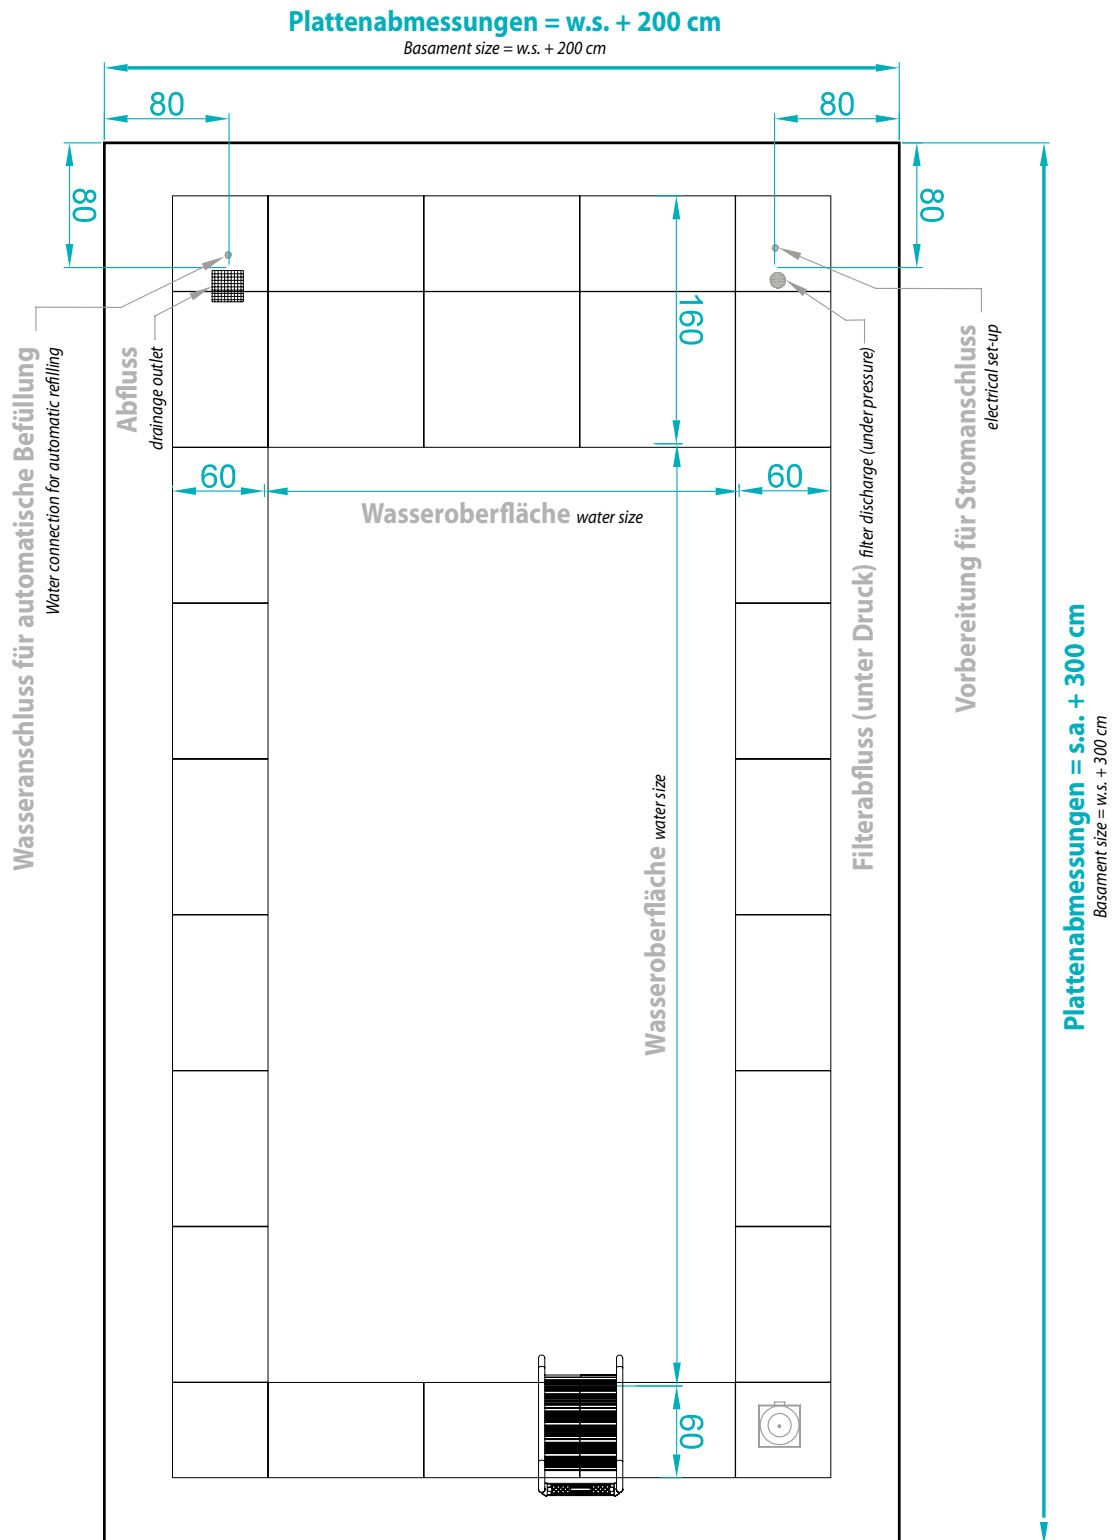 Plattenabmessungen = w.s. + 200 cm
Basament size = w.s. + 200 cm
80
80
80
80
160
Wasseranschluss für automatische Befüllung
Water connection for automatic refilling
Abfluss
drainage outlet
Filterabfluss (unter Druck) filter discharge (under pressure)
Vorbereitung für Stromanschluss
electrical set-up
60
60
Wasseroberfläche water size
Wasseroberfläche water size
Plattenabmessungen = s.a. + 300 cm
Basament size = w.s. + 300 cm
60